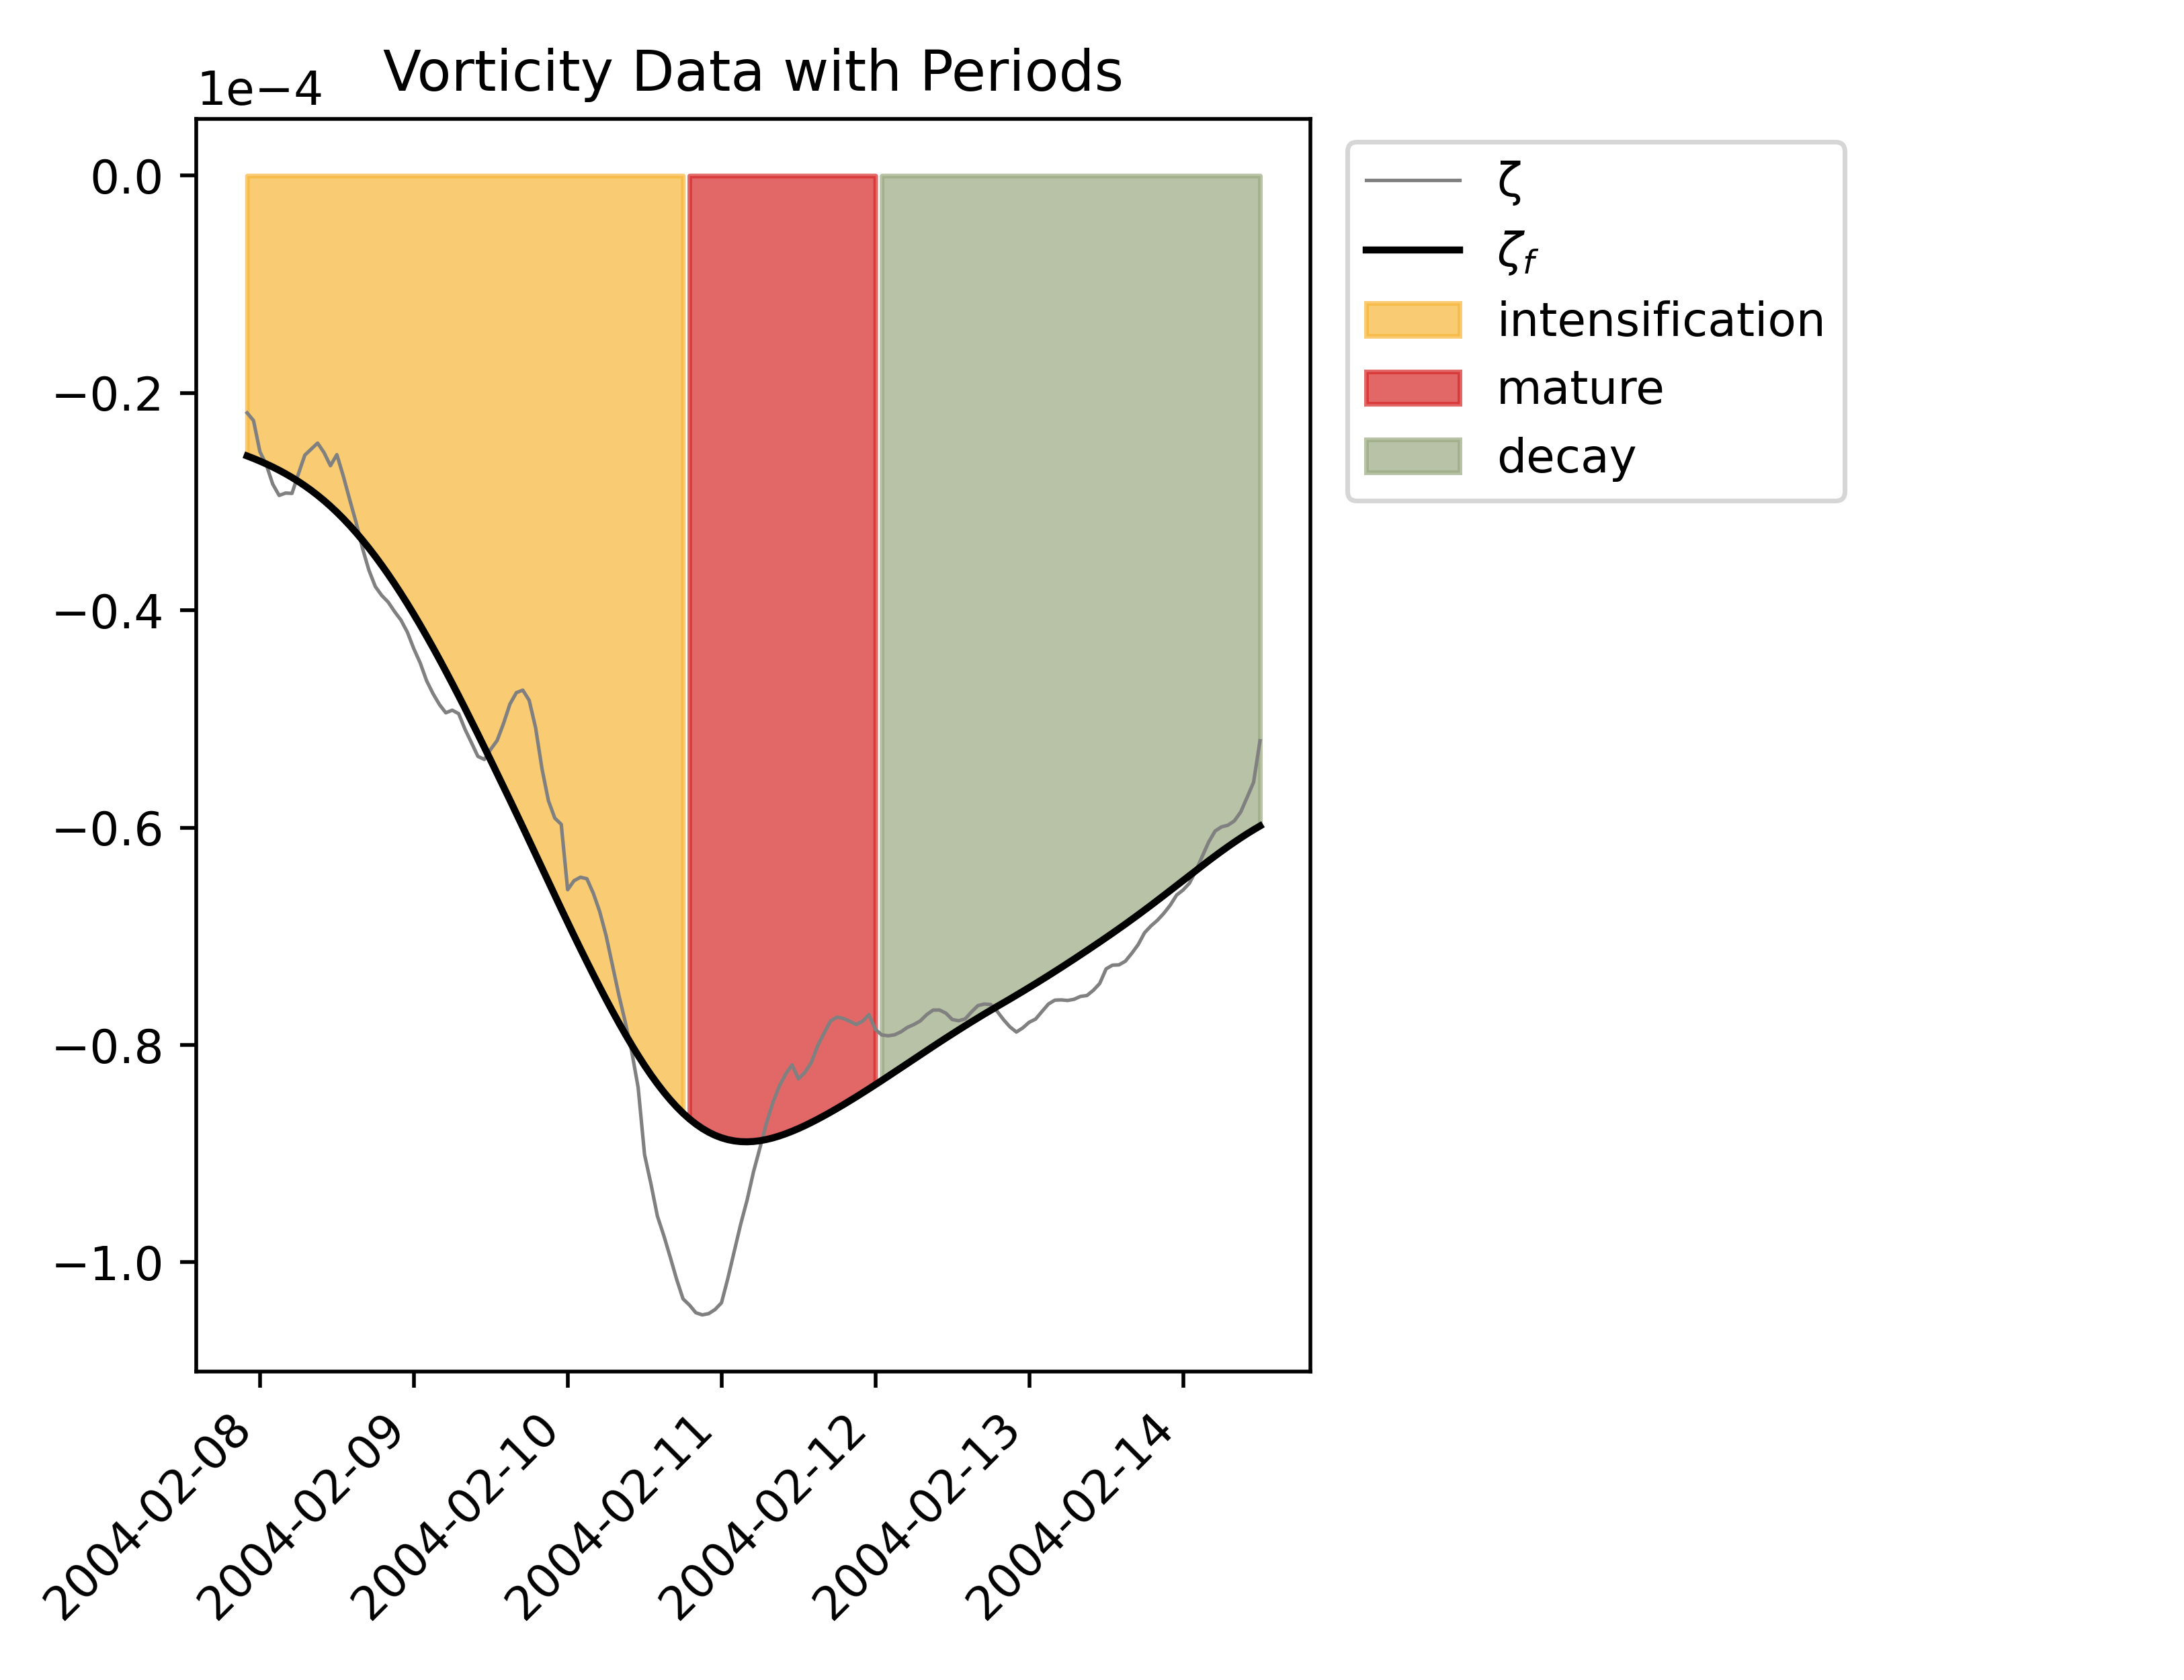 Vorticity Data with Periods
1e−4
0.0
−0.2
−0.4
−0.6
−0.8
−1.0
2004-02-08
2004-02-09
2004-02-10
2004-02-11
2004-02-12
2004-02-13
2004-02-14
ζ
ζf
intensification
mature
decay